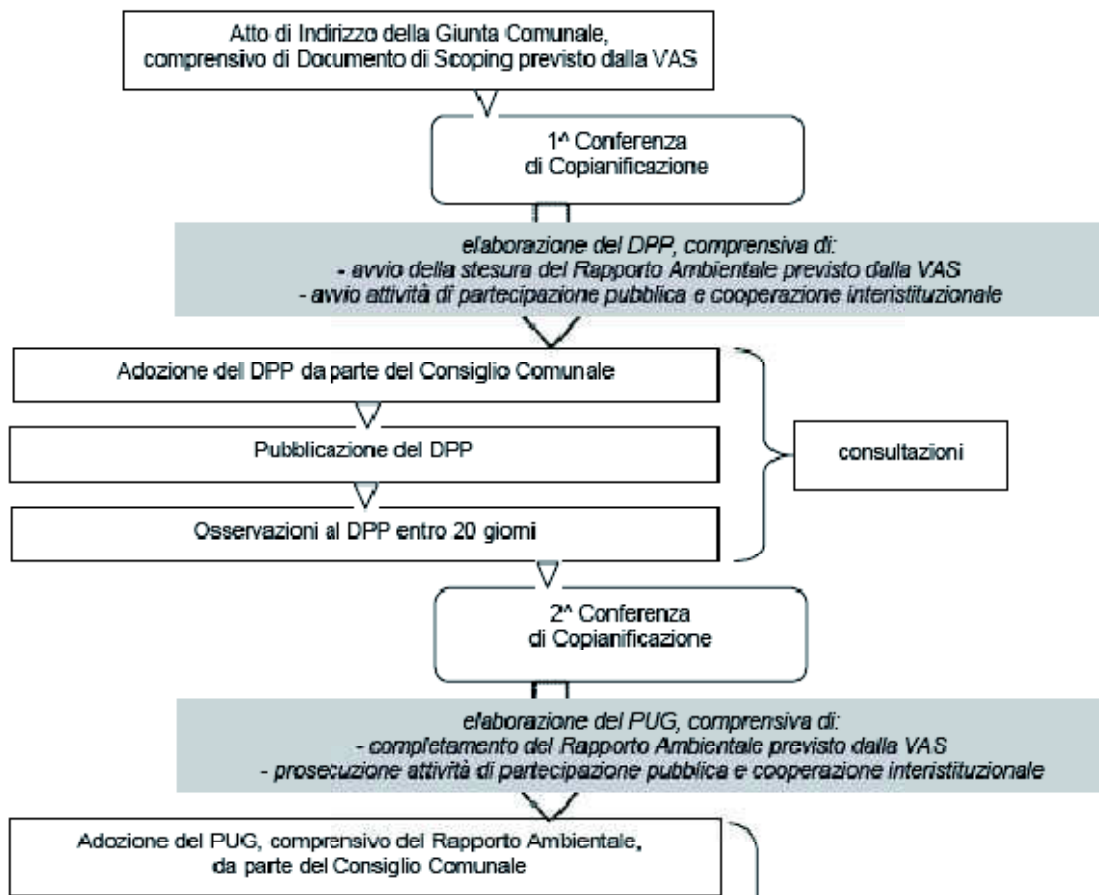 Atto di Indirizzo della Giunta Comunale,
comprensivo di Documento di Scoping previsto dalla VAS
1^ Conferenza
di Copianificazione
elaborazione del DPP, comprensiva di:
- avvio della stesura del Rapporto Ambientale previsto dalla VAS
- avvio attività di partecipazione pubblica e cooperazione interistituzionale
Adozione del DPP da parte del Consiglio Comunale
Pubblicazione del DPP
consultazioni
Osservazioni al DPP entro 20 giorni
2^ Conferenza
di Copianificazione
elaborazione del PUG, comprensiva di:
- completamento del Rapporto Ambientale previsto dalla VAS
- prosecuzione attività di partecipazione pubblica e cooperazione interistituzionale
Adozione del PUG, comprensivo del Rapporto Ambientale,
da parte del Consiglio Comunale